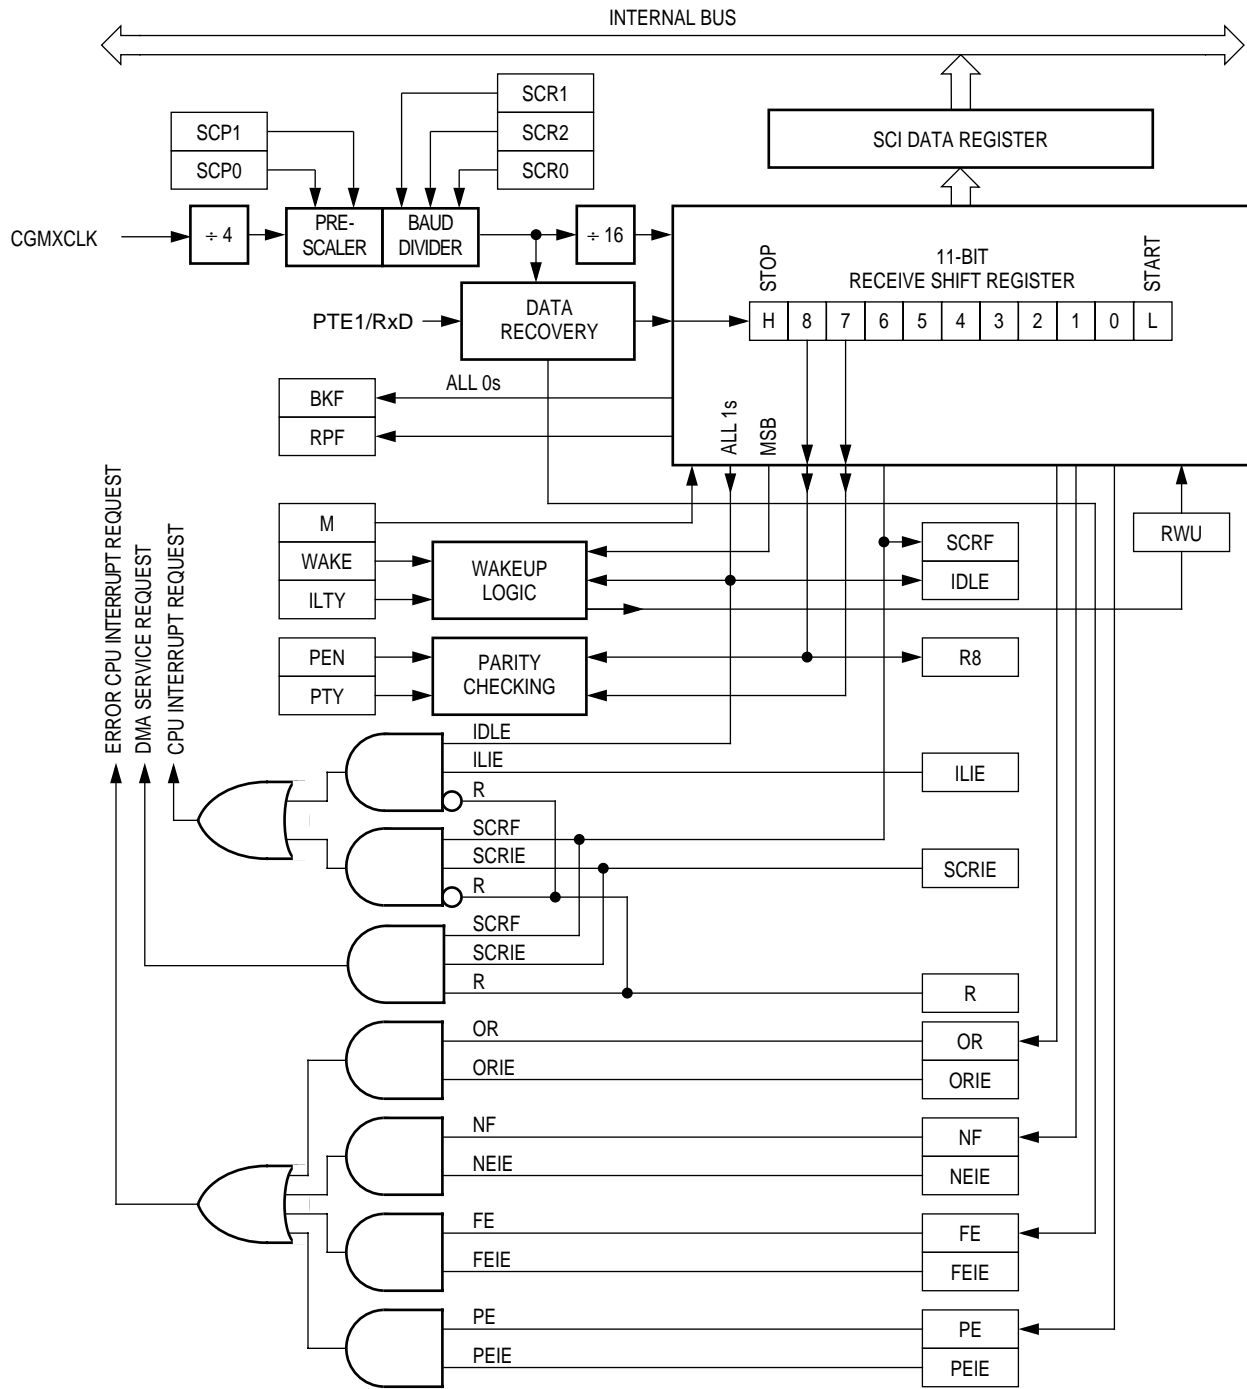 INTERNAL BUS
SCR1
SCR2
SCR0
SCP1
SCP0
SCI DATA REGISTER
CGMXCLK
÷ 4
PRE-
SCALER
BAUD
DIVIDER
÷ 16
11-BIT
RECEIVE SHIFT REGISTER
STOP
START
H 8 7 6 5 4 3 2 1 0 L
PTE1/RxD
DATA
RECOVERY
ALL 0s
BKF
RPF
ALL 1s
MSB
M
WAKE
ILTY
WAKEUP
LOGIC
SCRF
IDLE
RWU
PEN
PTY
PARITY
CHECKING
R8
ERROR CPU INTERRUPT REQUEST
DMA SERVICE REQUEST
CPU INTERRUPT REQUEST
IDLE
ILIE
R
ILIE
SCRF
SCRIE
R
SCRIE
SCRF
SCRIE
R
R
OR
ORIE
OR
ORIE
NF
NEIE
NF
NEIE
FE
FEIE
FE
FEIE
PE
PEIE
PE
PEIE